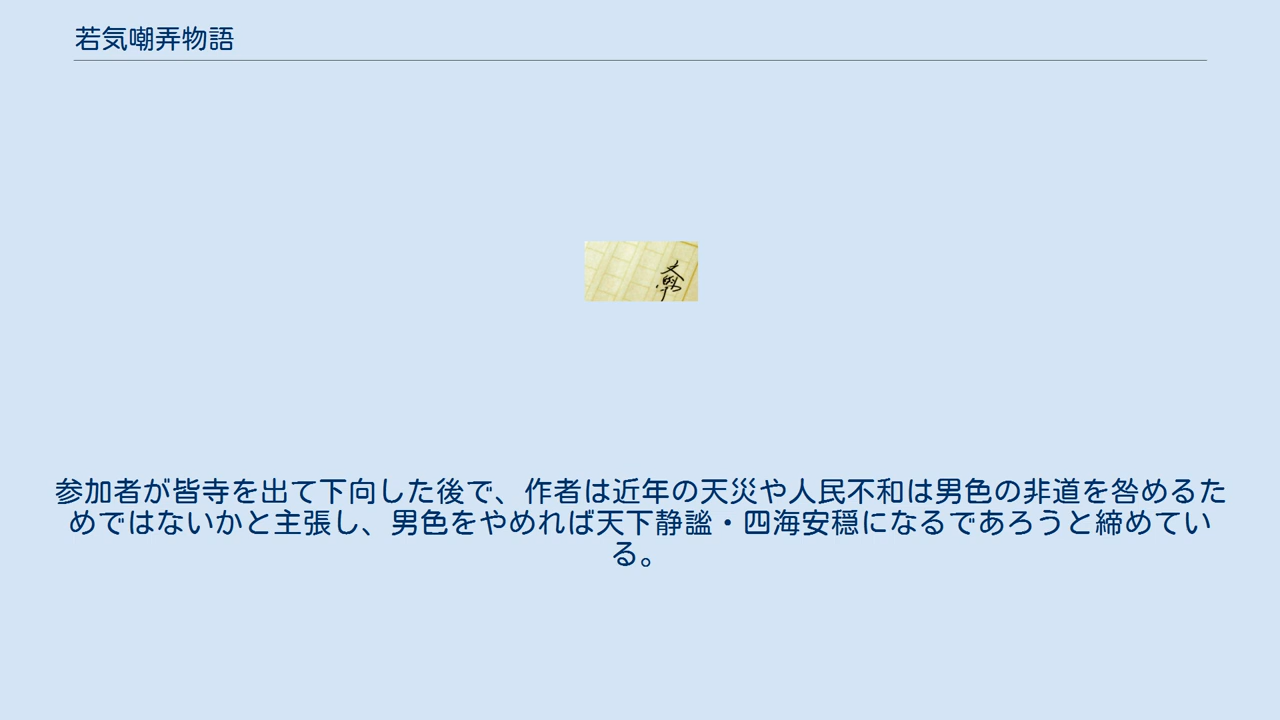 若気嘲弄物語
参加者が皆寺を出て下向した後で、作者は近年の天災や人民不和は男色の非道を咎めるた
めではないかと主張し、男色をやめれば天下静謐・四海安穏になるであろうと締めてい
る。